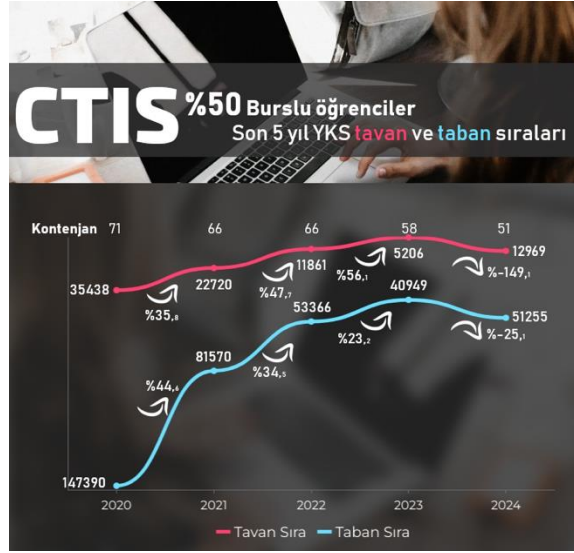 CTIS %50 Burslu öğrenciler
Son 5 yıl YKS tavan ve taban sıraları
Kontenjan 71 66 66 58 51
35438 22720 11861 5206 12969
%35,8 %47,7 %56,1 %-149,1
147390 81570 53366 40949 51255
%44,6 %34,5 %23,2 %-25,1
2020 2021 2022 2023 2024
Tavan Sıra Taban Sıra